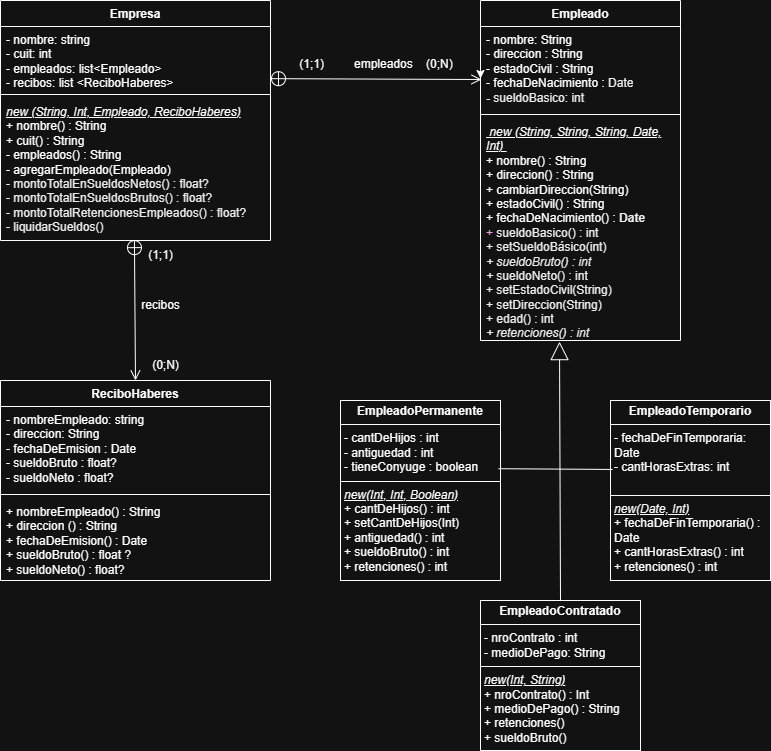 Empresa
- nombre: string
- cuit: int
- empleados: list<Empleado>
- recibos: list <ReciboHaberes>
new (String, Int, Empleado, ReciboHaberes)
+ nombre() : String
+ cuit() : String
- empleados() : String
- agregarEmpleado(Empleado)
- montoTotalEnSueldosNetos() : float?
- montoTotalEnSueldosBrutos() : float?
- montoTotalRetencionesEmpleados() : float?
- liquidarSueldos()
(1;1)
empleados
(0;N)
Empleado
- nombre: String
- direccion : String
- estadoCivil : String
- fechaDeNacimiento : Date
- sueldoBasico: int
new (String, String, String, Date,
Int)
+ nombre() : String
+ direccion() : String
+ cambiarDireccion(String)
+ estadoCivil() : String
+ fechaDeNacimiento() : Date
+ sueldoBasico() : int
+ setSueldoBásico(int)
+ sueldoBruto() : int
+ sueldoNeto() : int
+ setEstadoCivil(String)
+ setDireccion(String)
+ edad() : int
+ retenciones() : int
(1;1)
recibos
(0;N)
ReciboHaberes
- nombreEmpleado: string
- direccion: String
- fechaDeEmision : Date
- sueldoBruto : float?
- sueldoNeto : float?
+ nombreEmpleado() : String
+ direccion () : String
+ fechaDeEmision() : Date
+ sueldoBruto() : float ?
+ sueldoNeto() : float?
EmpleadoPermanente
- cantDeHijos : int
- antiguedad : int
- tieneConyuge : boolean
new(Int, Int, Boolean)
+ cantDeHijos() : int
+ setCantDeHijos(Int)
+ antiguedad() : int
+ sueldoBruto() : int
+ retenciones() : int
EmpleadoTemporario
- fechaDeFinTemporaria:
Date
- cantHorasExtras: int
new(Date, Int)
+ fechaDeFinTemporaria() :
Date
+ cantHorasExtras() : int
+ retenciones() : int
EmpleadoContratado
- nroContrato : int
- medioDePago: String
new(Int, String)
+ nroContrato() : Int
+ medioDePago() : String
+ retenciones()
+ sueldoBruto()